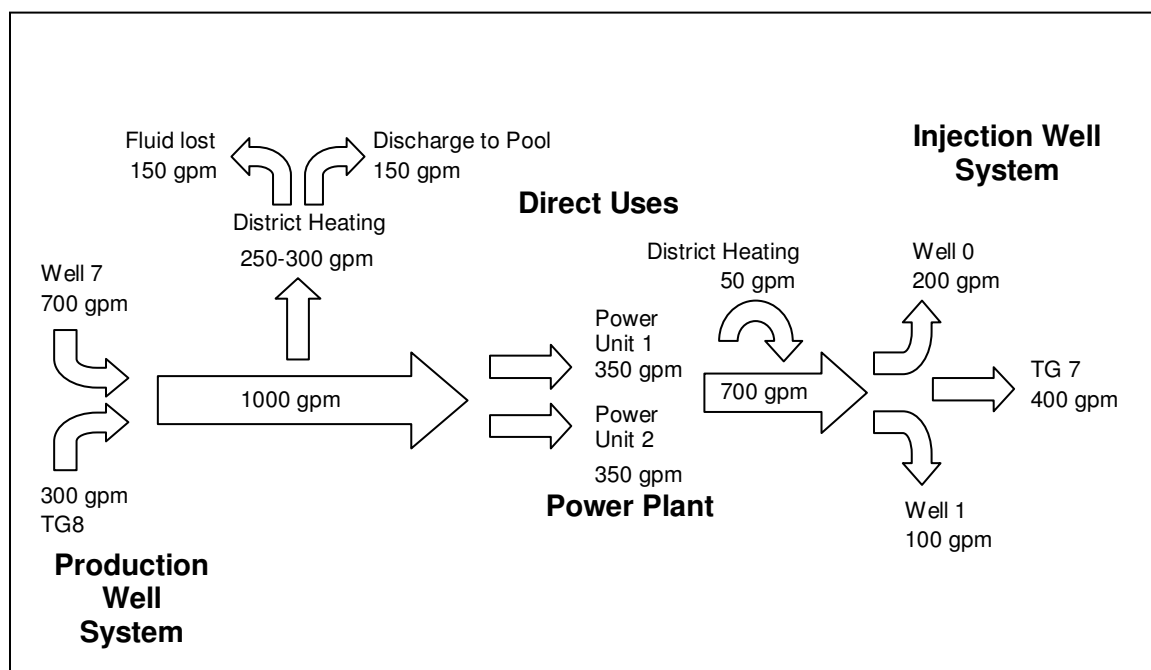 Fluid lost
150 gpm
Discharge to Pool
150 gpm
Injection Well
System
Direct Uses
District Heating
250-300 gpm
District Heating
50 gpm
Well 0
200 gpm
Well 7
700 gpm
Power
Unit 1
350 gpm
1000 gpm
700 gpm
TG 7
400 gpm
Power
Unit 2
350 gpm
300 gpm
TG8
Power Plant
Well 1
100 gpm
Production
Well
System